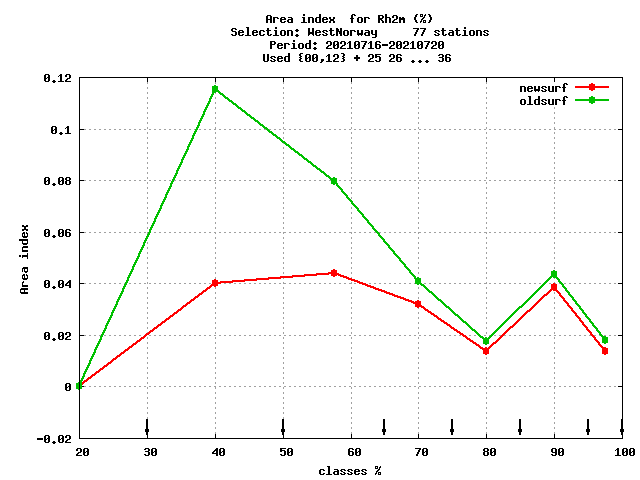 Area index  for Rh2m (%)
Selection: WestNorway     77 stations
Period: 20210716-20210720
Used {00,12} + 25 26 ... 36
newsurf
oldsurf
0.12
0.1
0.08
0.06
0.04
0.02
0
-0.02
Area index
20 30 40 50 60 70 80 90 100
classes %